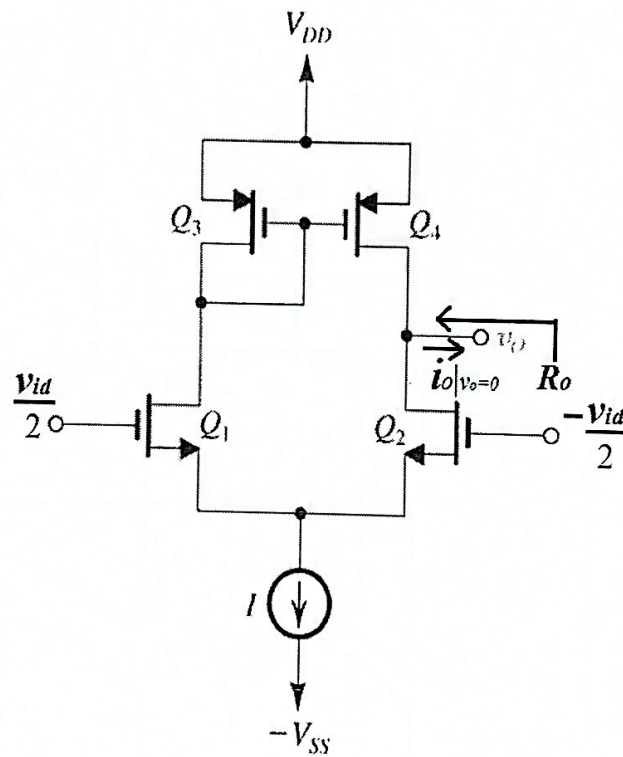 V_DD
Q_3
Q_4
v_O
i_o|v_o=0
R_o
v_id/2
Q_1
Q_2
-v_id/2
I
-V_SS